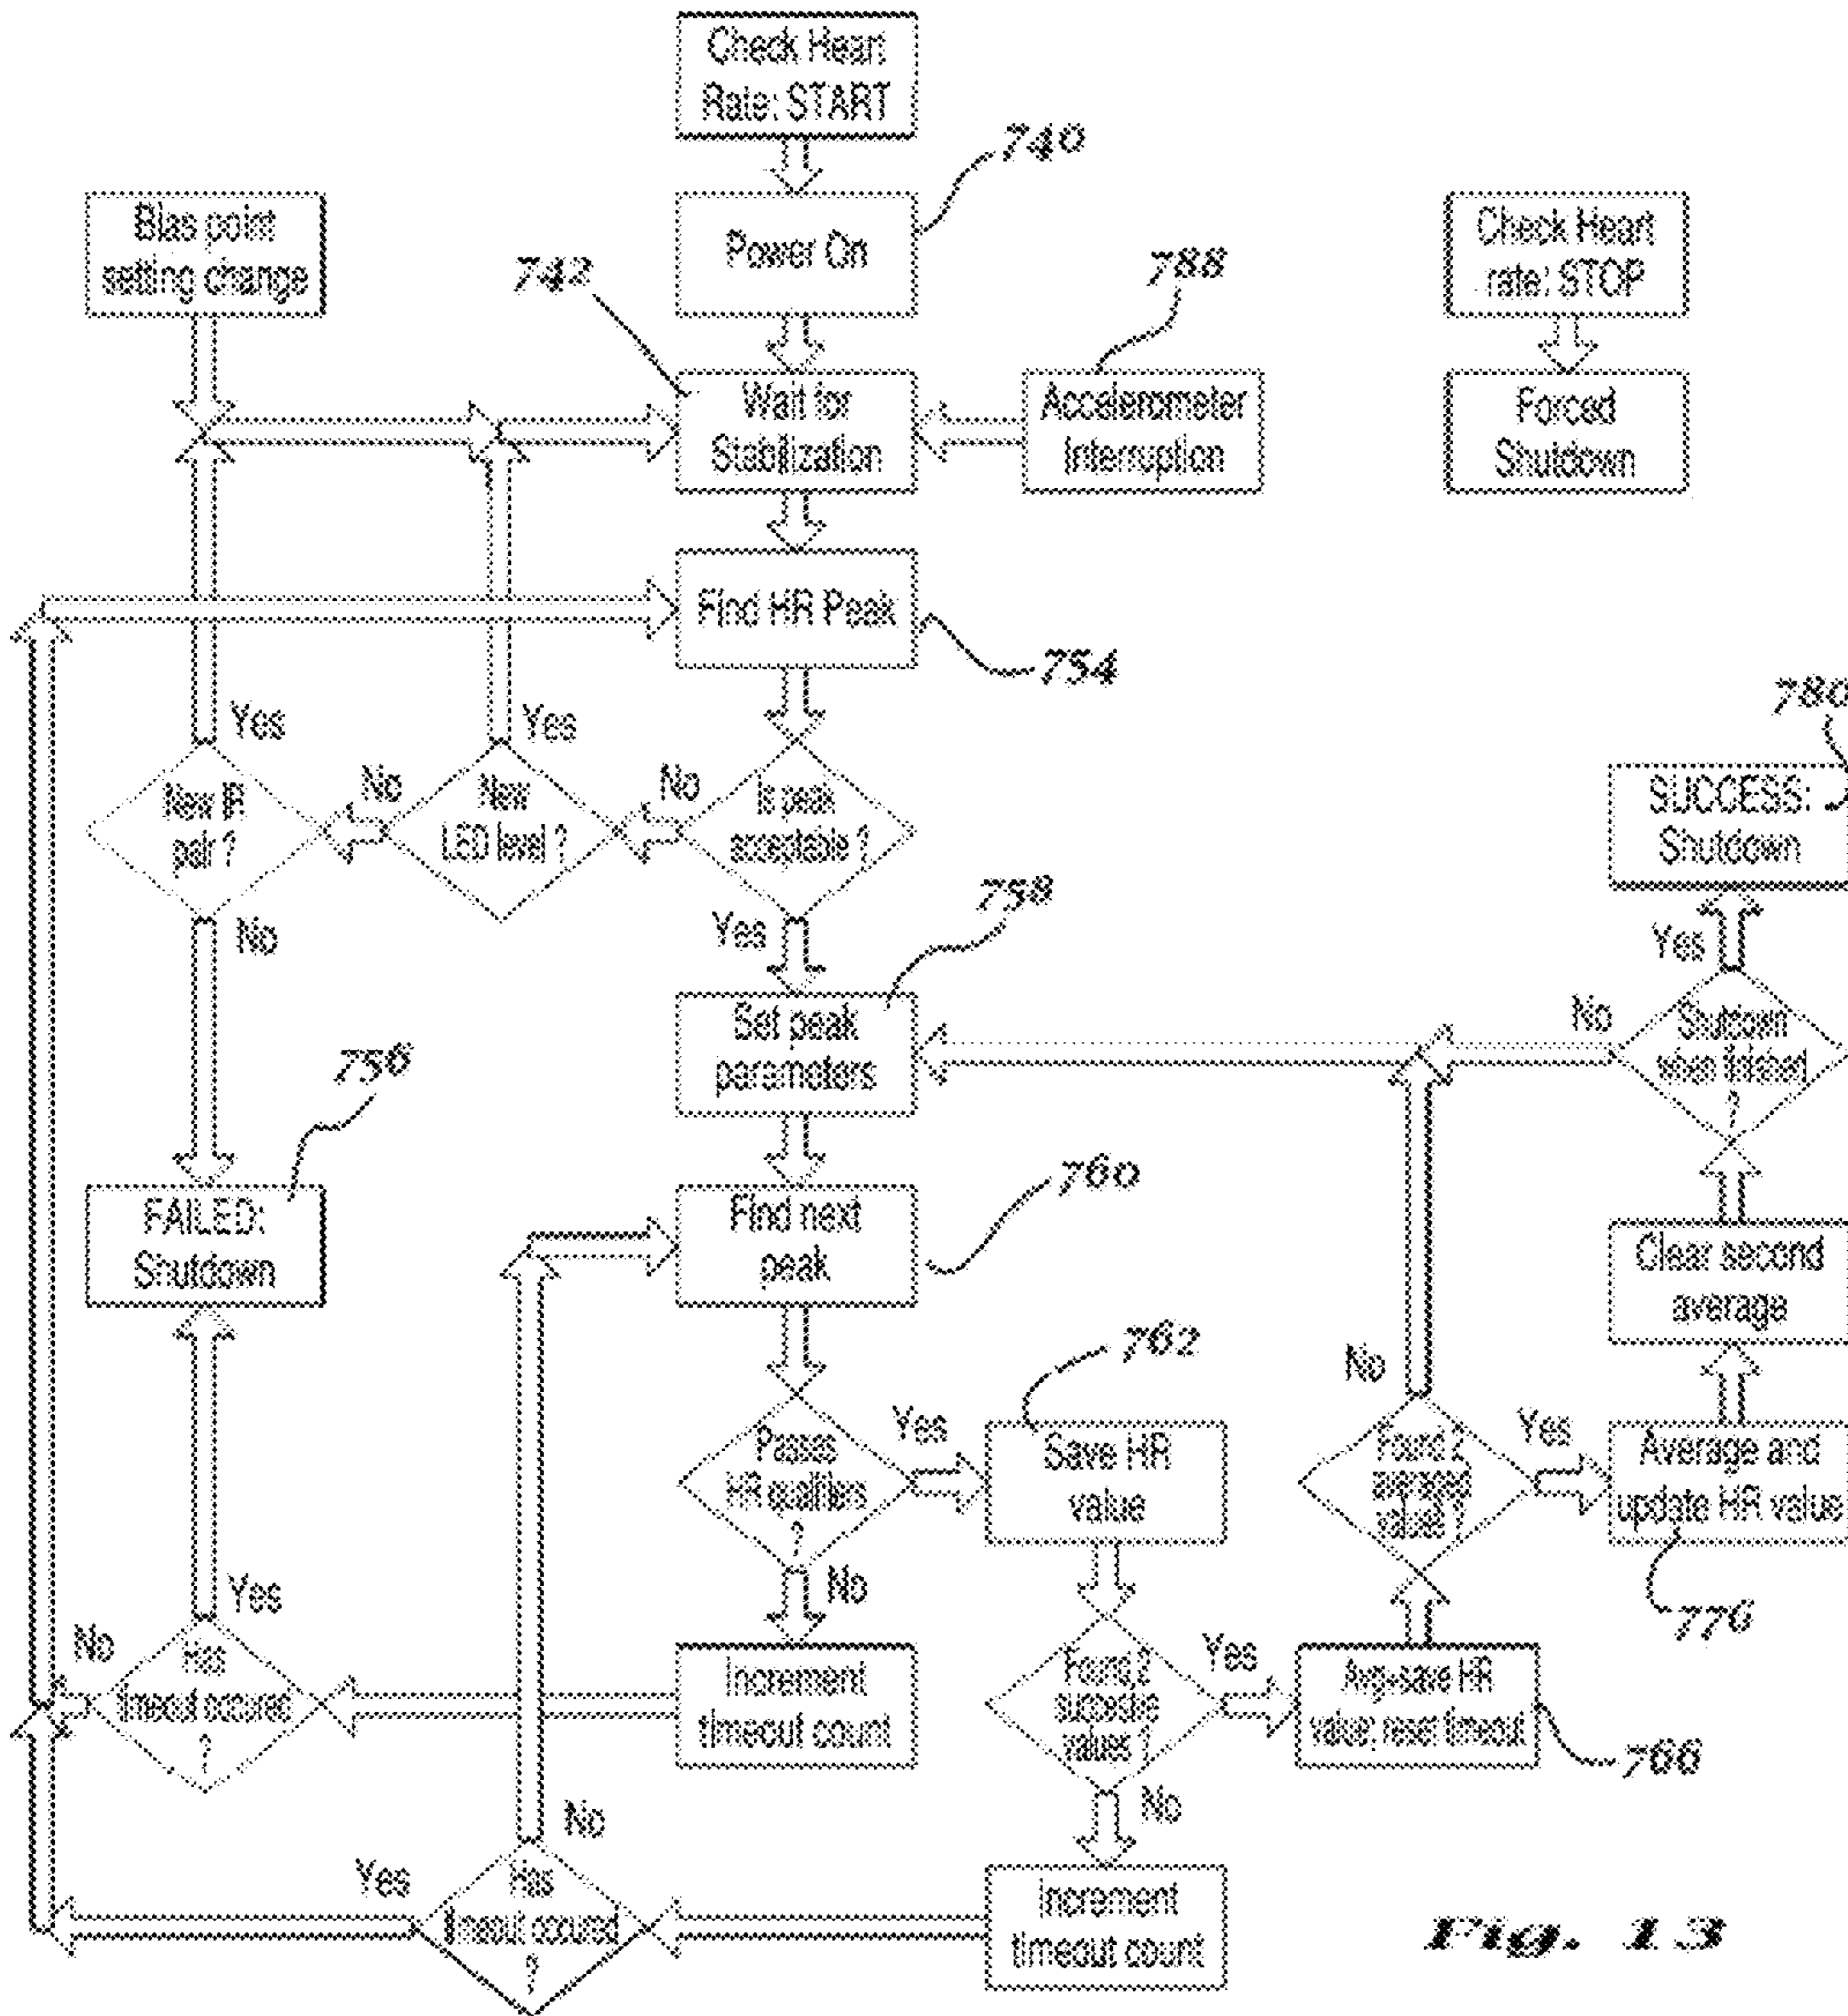 Check Heart
Rate: START
740
Bias point
setting change
Power On
Check Heart
rate: STOP
742
788
Wait for
Stabilization
Accelerometer
Interruption
Forced
Shutdown
Find HR Peak
754
Yes
Yes
780
New IR
pair ?
No
New
LED level ?
No
Is peak
acceptable ?
SUCCESS:
Shutdown
No
Yes
758
Yes
Set peak
parameters
No
Shutdown
when finished
?
756
FAILED:
Shutdown
Find next
peak
760
Clear second
average
762
No
Passes
HR qualifiers
?
Yes
Save HR
value
Found 2
averaged
values ?
Yes
Average and
update HR value
No
776
Yes
No
Has
timeout occured
?
Increment
timeout count
Found 2
supposite
values ?
Yes
Avg-save HR
value; reset timeout
766
No
No
Yes
Has
timeout occured
?
Increment
timeout count
Fig. 13